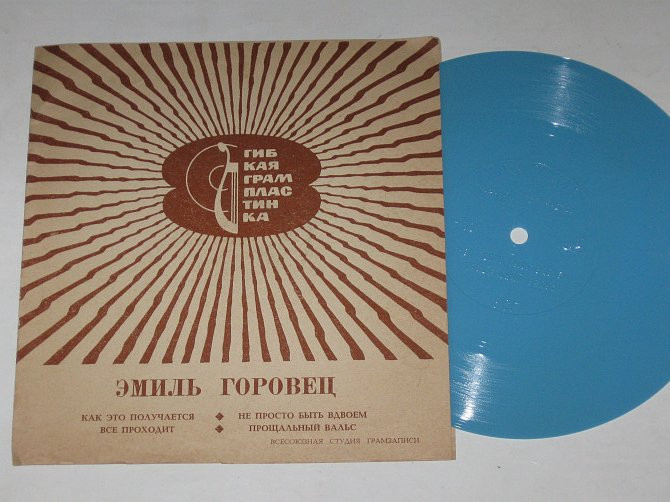 ГИБ
КАЯ
ГРАМ
ПЛАС
ТИН
КА
ЭМИЛЬ ГОРОВЕЦ
КАК ЭТО ПОЛУЧАЕТСЯ ◆ НЕ ПРОСТО БЫТЬ ВДВОЕМ
ВСЕ ПРОХОДИТ ◆ ПРОЩАЛЬНЫЙ ВАЛЬС
ВСЕСОЮЗНАЯ СТУДИЯ ГРАМЗАПИСИ